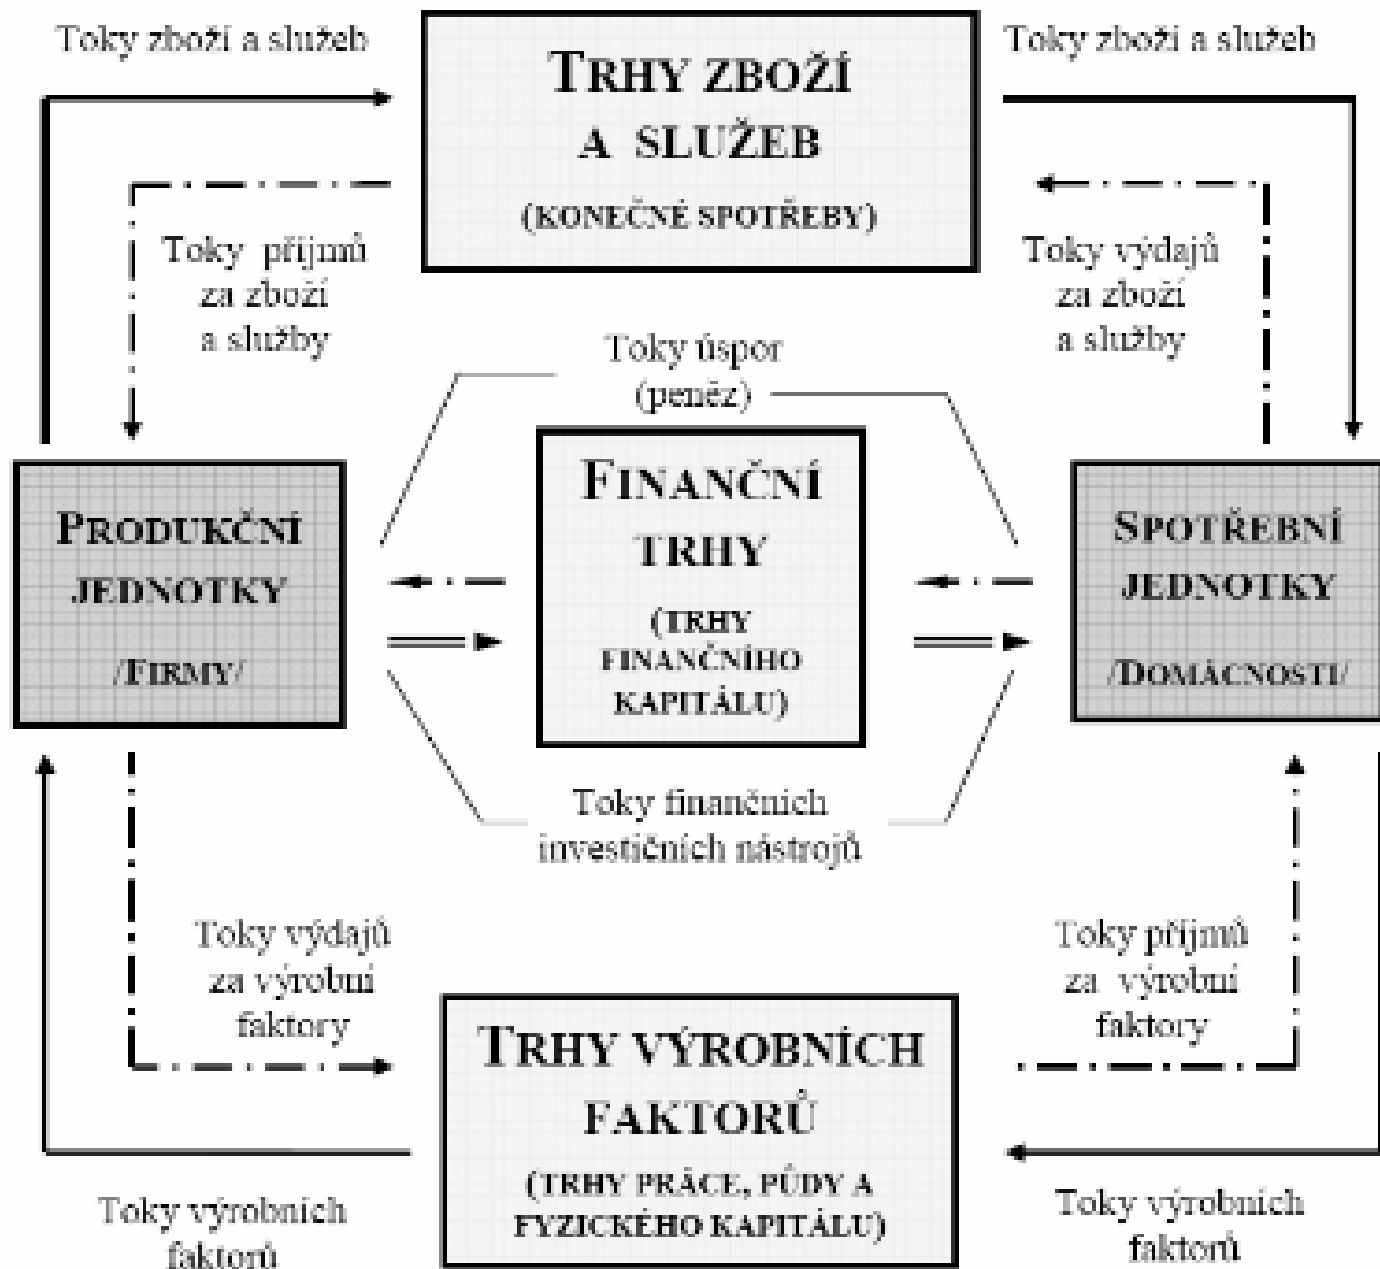 Toky zboží a služeb
TRHY ZBOŽÍ
A SLUŽEB
(KONEČNÉ SPOTŘEBY)
Toky zboží a služeb
Toky příjmů
za zboží
a služby
Toky výdajů
za zboží
a služby
Toky úspor
(peněz)
PRODUKČNÍ
JEDNOTKY
/FIRMY/
FINANČNÍ
TRHY
(TRHY
FINANČNÍHO
KAPITÁLU)
SPOTŘEBNÍ
JEDNOTKY
/DOMÁCNOSTI/
Toky finančních
investičních nástrojů
Toky výdajů
za výrobní
faktory
Toky příjmů
za výrobní
faktory
TRHY VÝROBNÍCH
FAKTORŮ
(TRHY PRÁCE, PŮDY A
FYZICKÉHO KAPITÁLU)
Toky výrobních
faktorů
Toky výrobních
faktorů